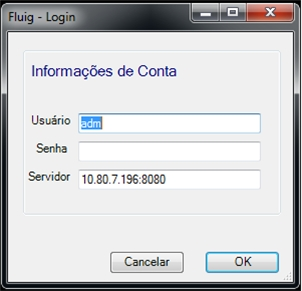 Fluig - Login
Informações de Conta
Usuário adm
Senha
Servidor 10.80.7.196:8080
Cancelar OK